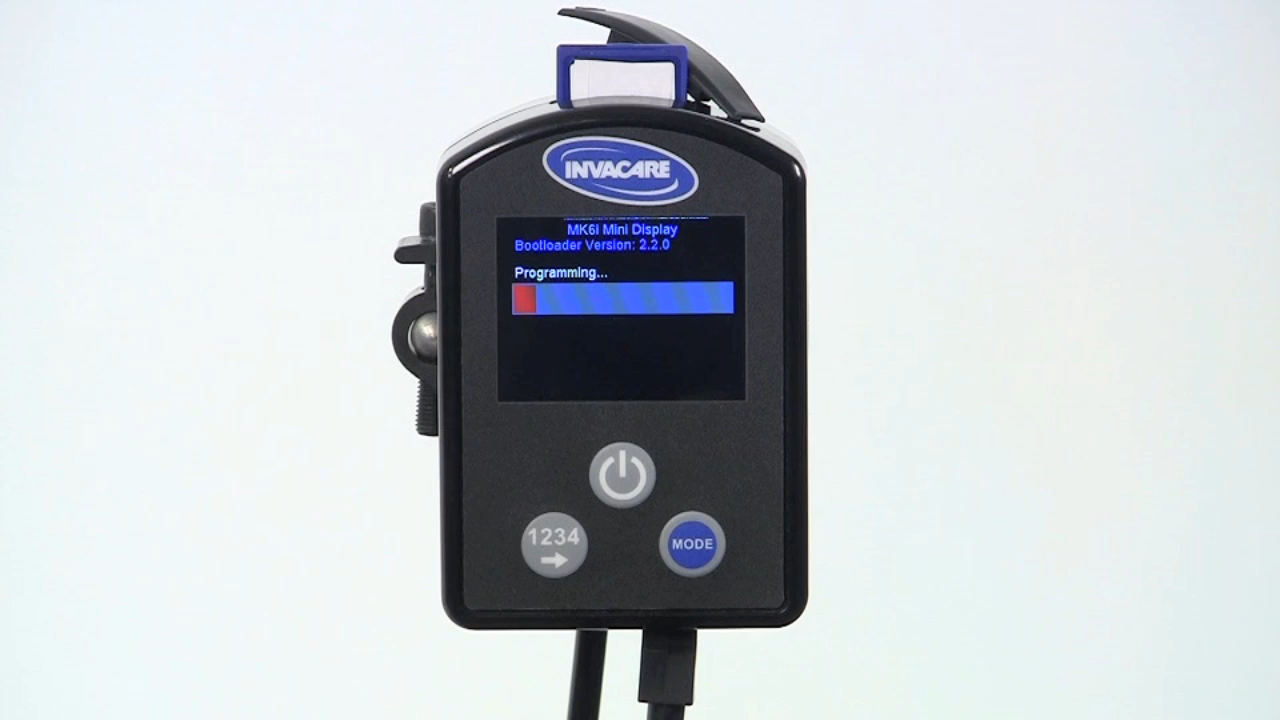 INVACARE
MK6i Mini Display
Bootloader Version: 2.2.0
Programming...
1234
MODE